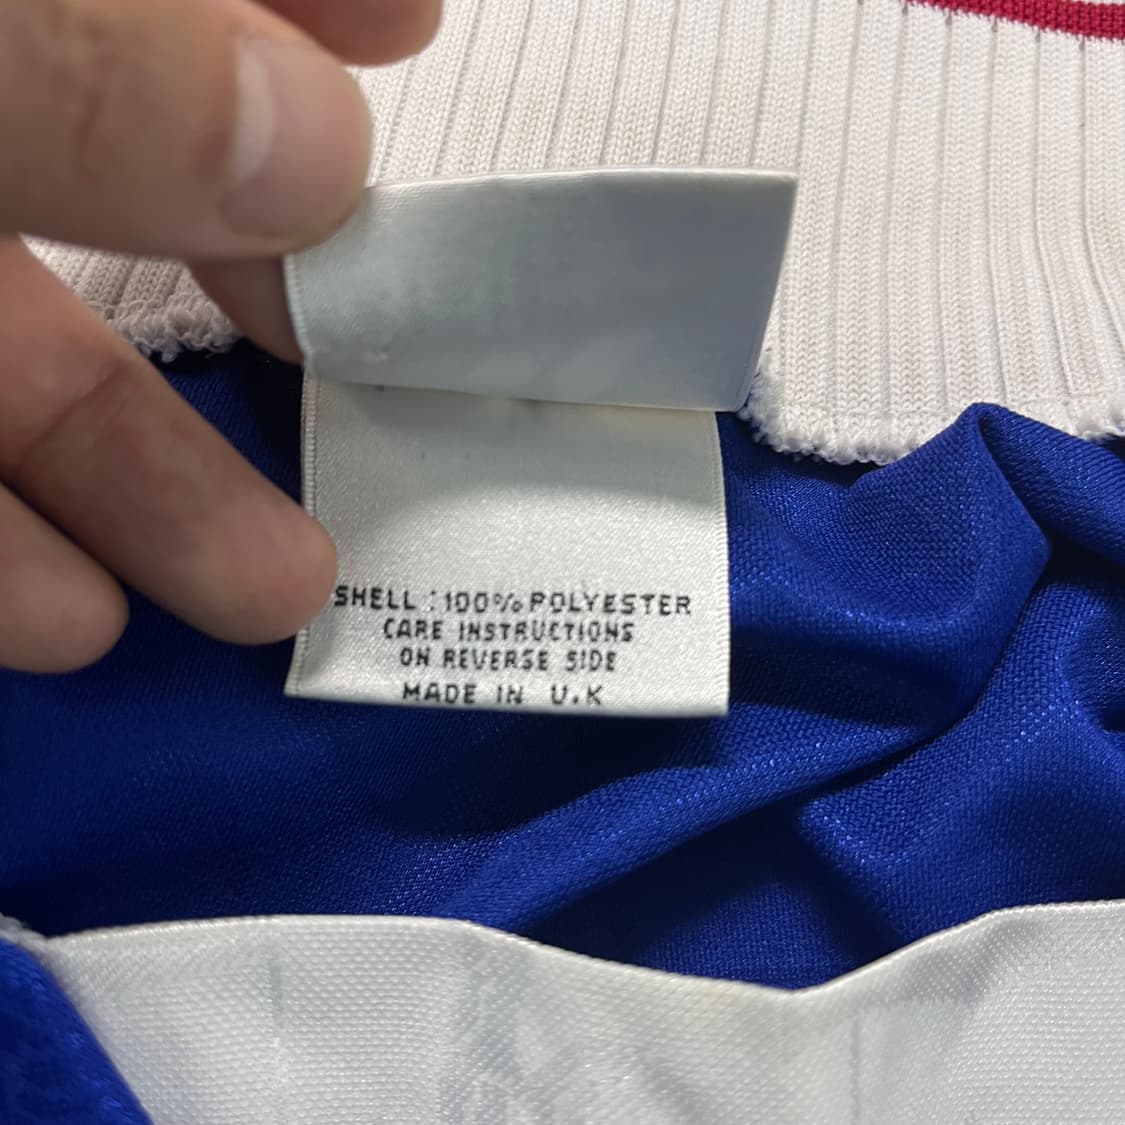 SHELL : 100% POLYESTER
CARE INSTRUCTIONS
ON REVERSE SIDE
MADE IN U.K